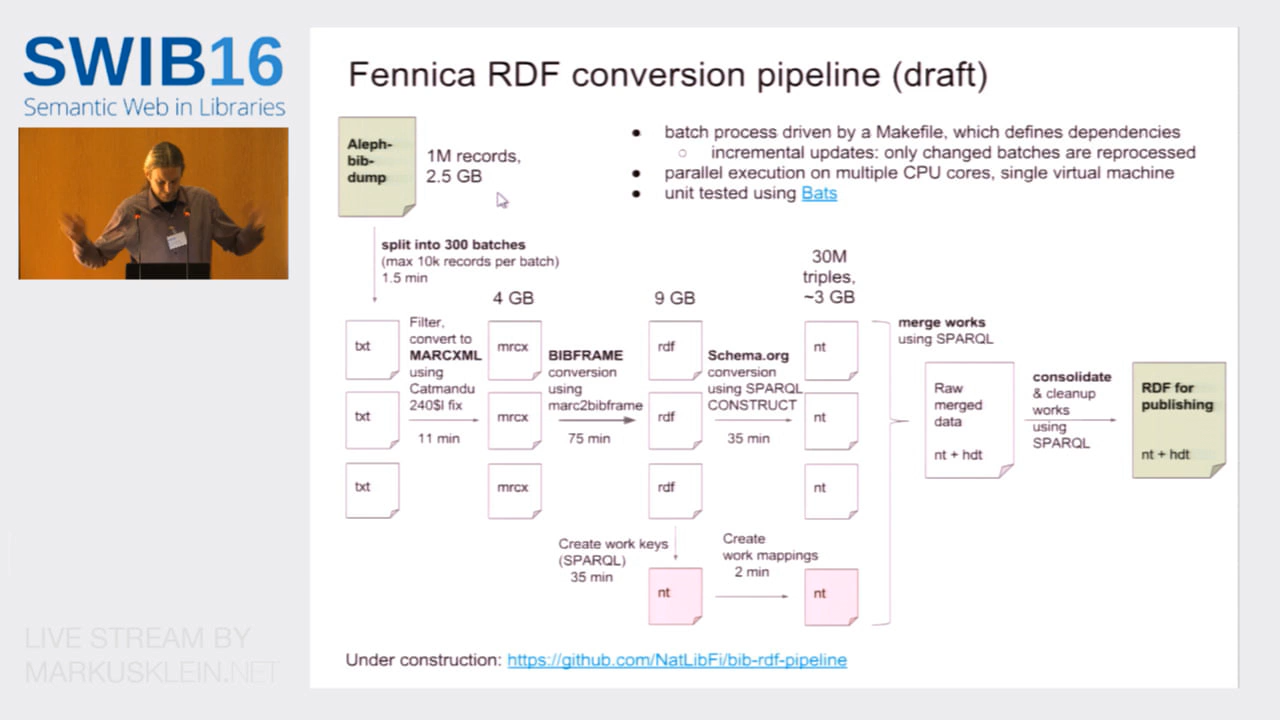 SWIB16
Semantic Web in Libraries
Fennica RDF conversion pipeline (draft)
Aleph-
bib-
dump
1M records,
2.5 GB
● batch process driven by a Makefile, which defines dependencies
○ incremental updates: only changed batches are reprocessed
● parallel execution on multiple CPU cores, single virtual machine
● unit tested using Bats
split into 300 batches
(max 10k records per batch)
1.5 min
4 GB
9 GB
30M
triples,
~3 GB
txt
txt
txt
Filter,
convert to
MARCXML
using
Catmandu
240$l fix
11 min
mrcx
mrcx
mrcx
BIBFRAME
conversion
using
marc2bibframe
75 min
rdf
rdf
rdf
Schema.org
conversion
using SPARQL
CONSTRUCT
35 min
nt
nt
nt
Create work keys
(SPARQL)
35 min
nt
Create
work mappings
2 min
nt
merge works
using SPARQL
Raw
merged
data
nt + hdt
consolidate
& cleanup
works
using
SPARQL
RDF for
publishing
nt + hdt
Under construction: https://github.com/NatLibFi/bib-rdf-pipeline
LIVE STREAM BY
MARKUSKLEIN.NET